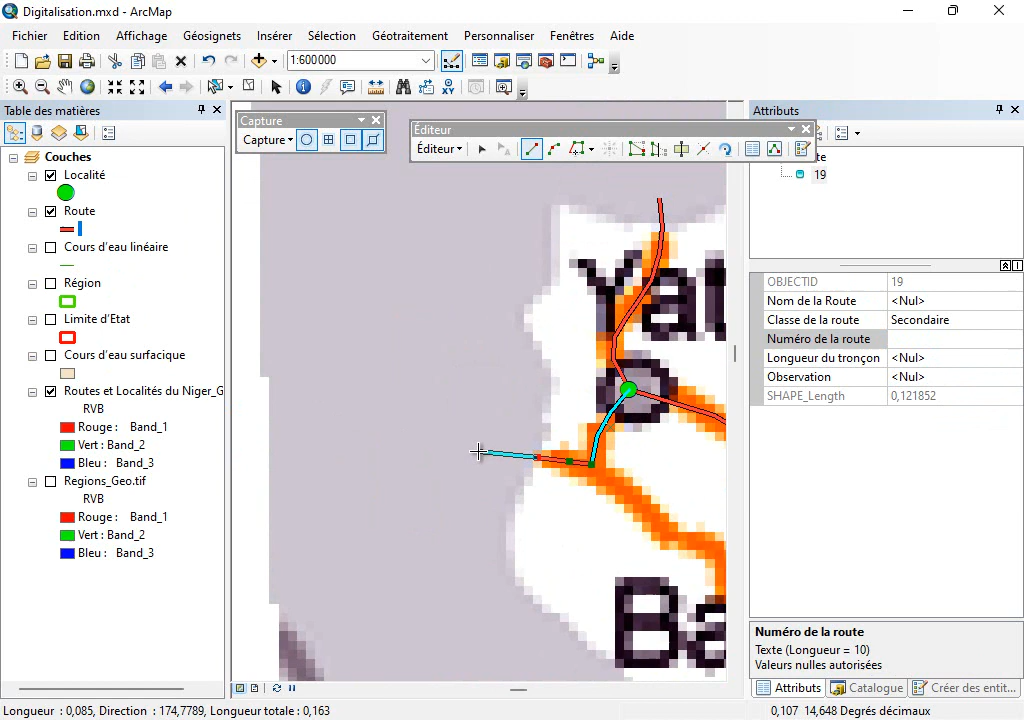 Digitalisation.mxd - ArcMap
Fichier Edition Affichage Géosignets Insérer Sélection Géotraitement Personnaliser Fenêtres Aide
1:600000
Table des matières
Couches
Localité
Route
Cours d'eau linéaire
Région
Limite d'Etat
Cours d'eau surfacique
Routes et Localités du Niger_G
RVB
Rouge : Band_1
Vert : Band_2
Bleu : Band_3
Regions_Geo.tif
RVB
Rouge : Band_1
Vert : Band_2
Bleu : Band_3
Capture
Capture
Éditeur
Éditeur
Yal
Ba
Attributs
te
19
OBJECTID 19
Nom de la Route <Nul>
Classe de la route Secondaire
Numéro de la route
Longueur du tronçon <Nul>
Observation <Nul>
SHAPE_Length 0,121852
Numéro de la route
Texte (Longueur = 10)
Valeurs nulles autorisées
Attributs Catalogue Créer des entit...
Longueur : 0,085, Direction : 174,7789, Longueur totale : 0,163
0,107 14,648 Degrés décimaux